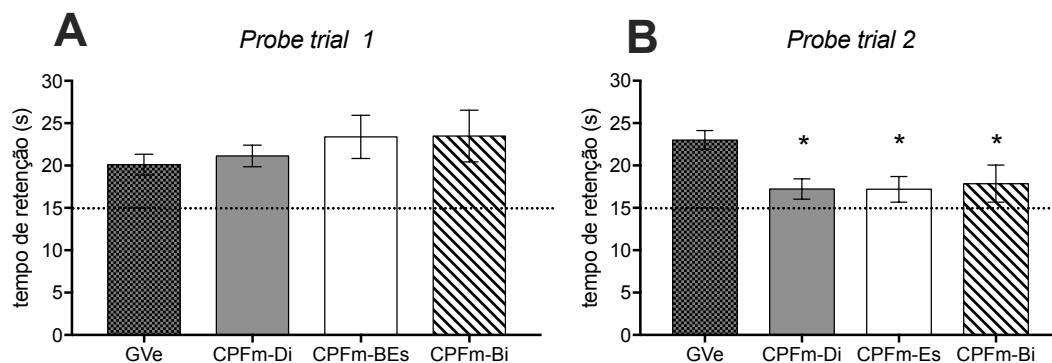 A
Probe trial 1
tempo de retenção (s)
30
25
20
15
10
5
0
GVe
CPFm-Di
CPFm-BEs
CPFm-Bi
B
Probe trial 2
tempo de retenção (s)
30
25
20
15
10
5
0
*
*
*
GVe
CPFm-Di
CPFm-Es
CPFm-Bi